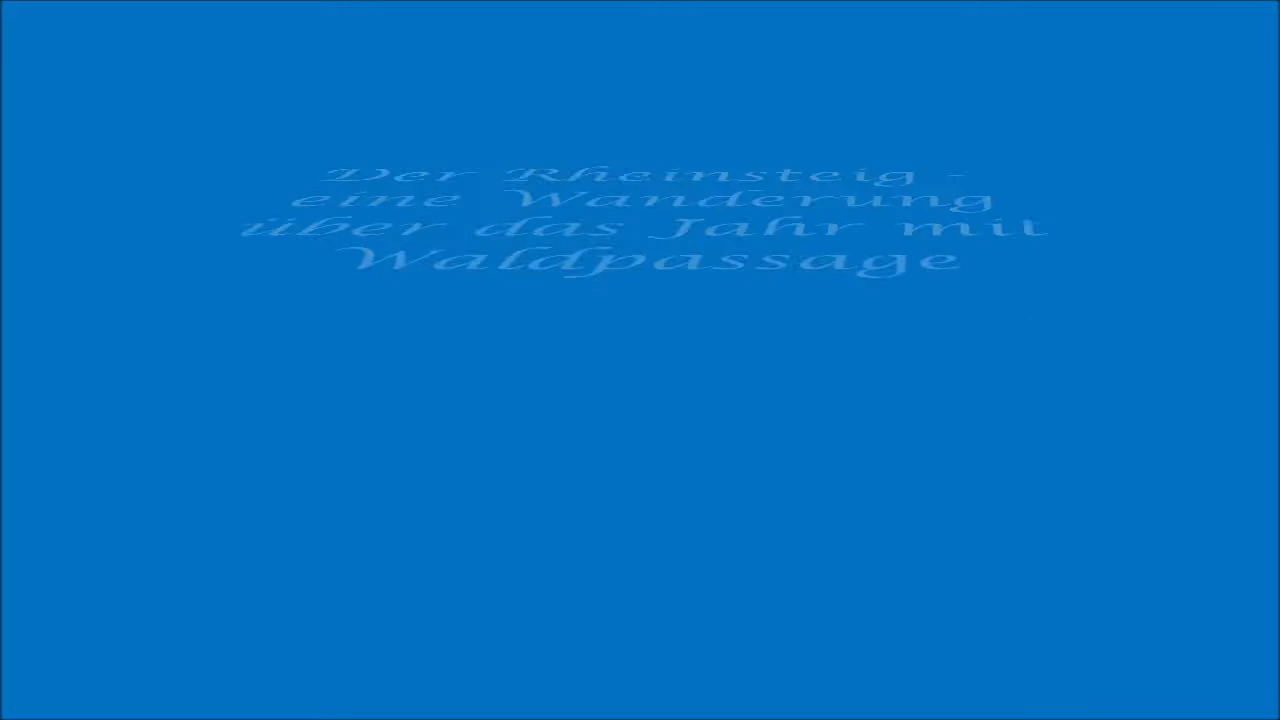 Der Rheinsteig -
eine Wanderung
über das Jahr mit
Waldpassage